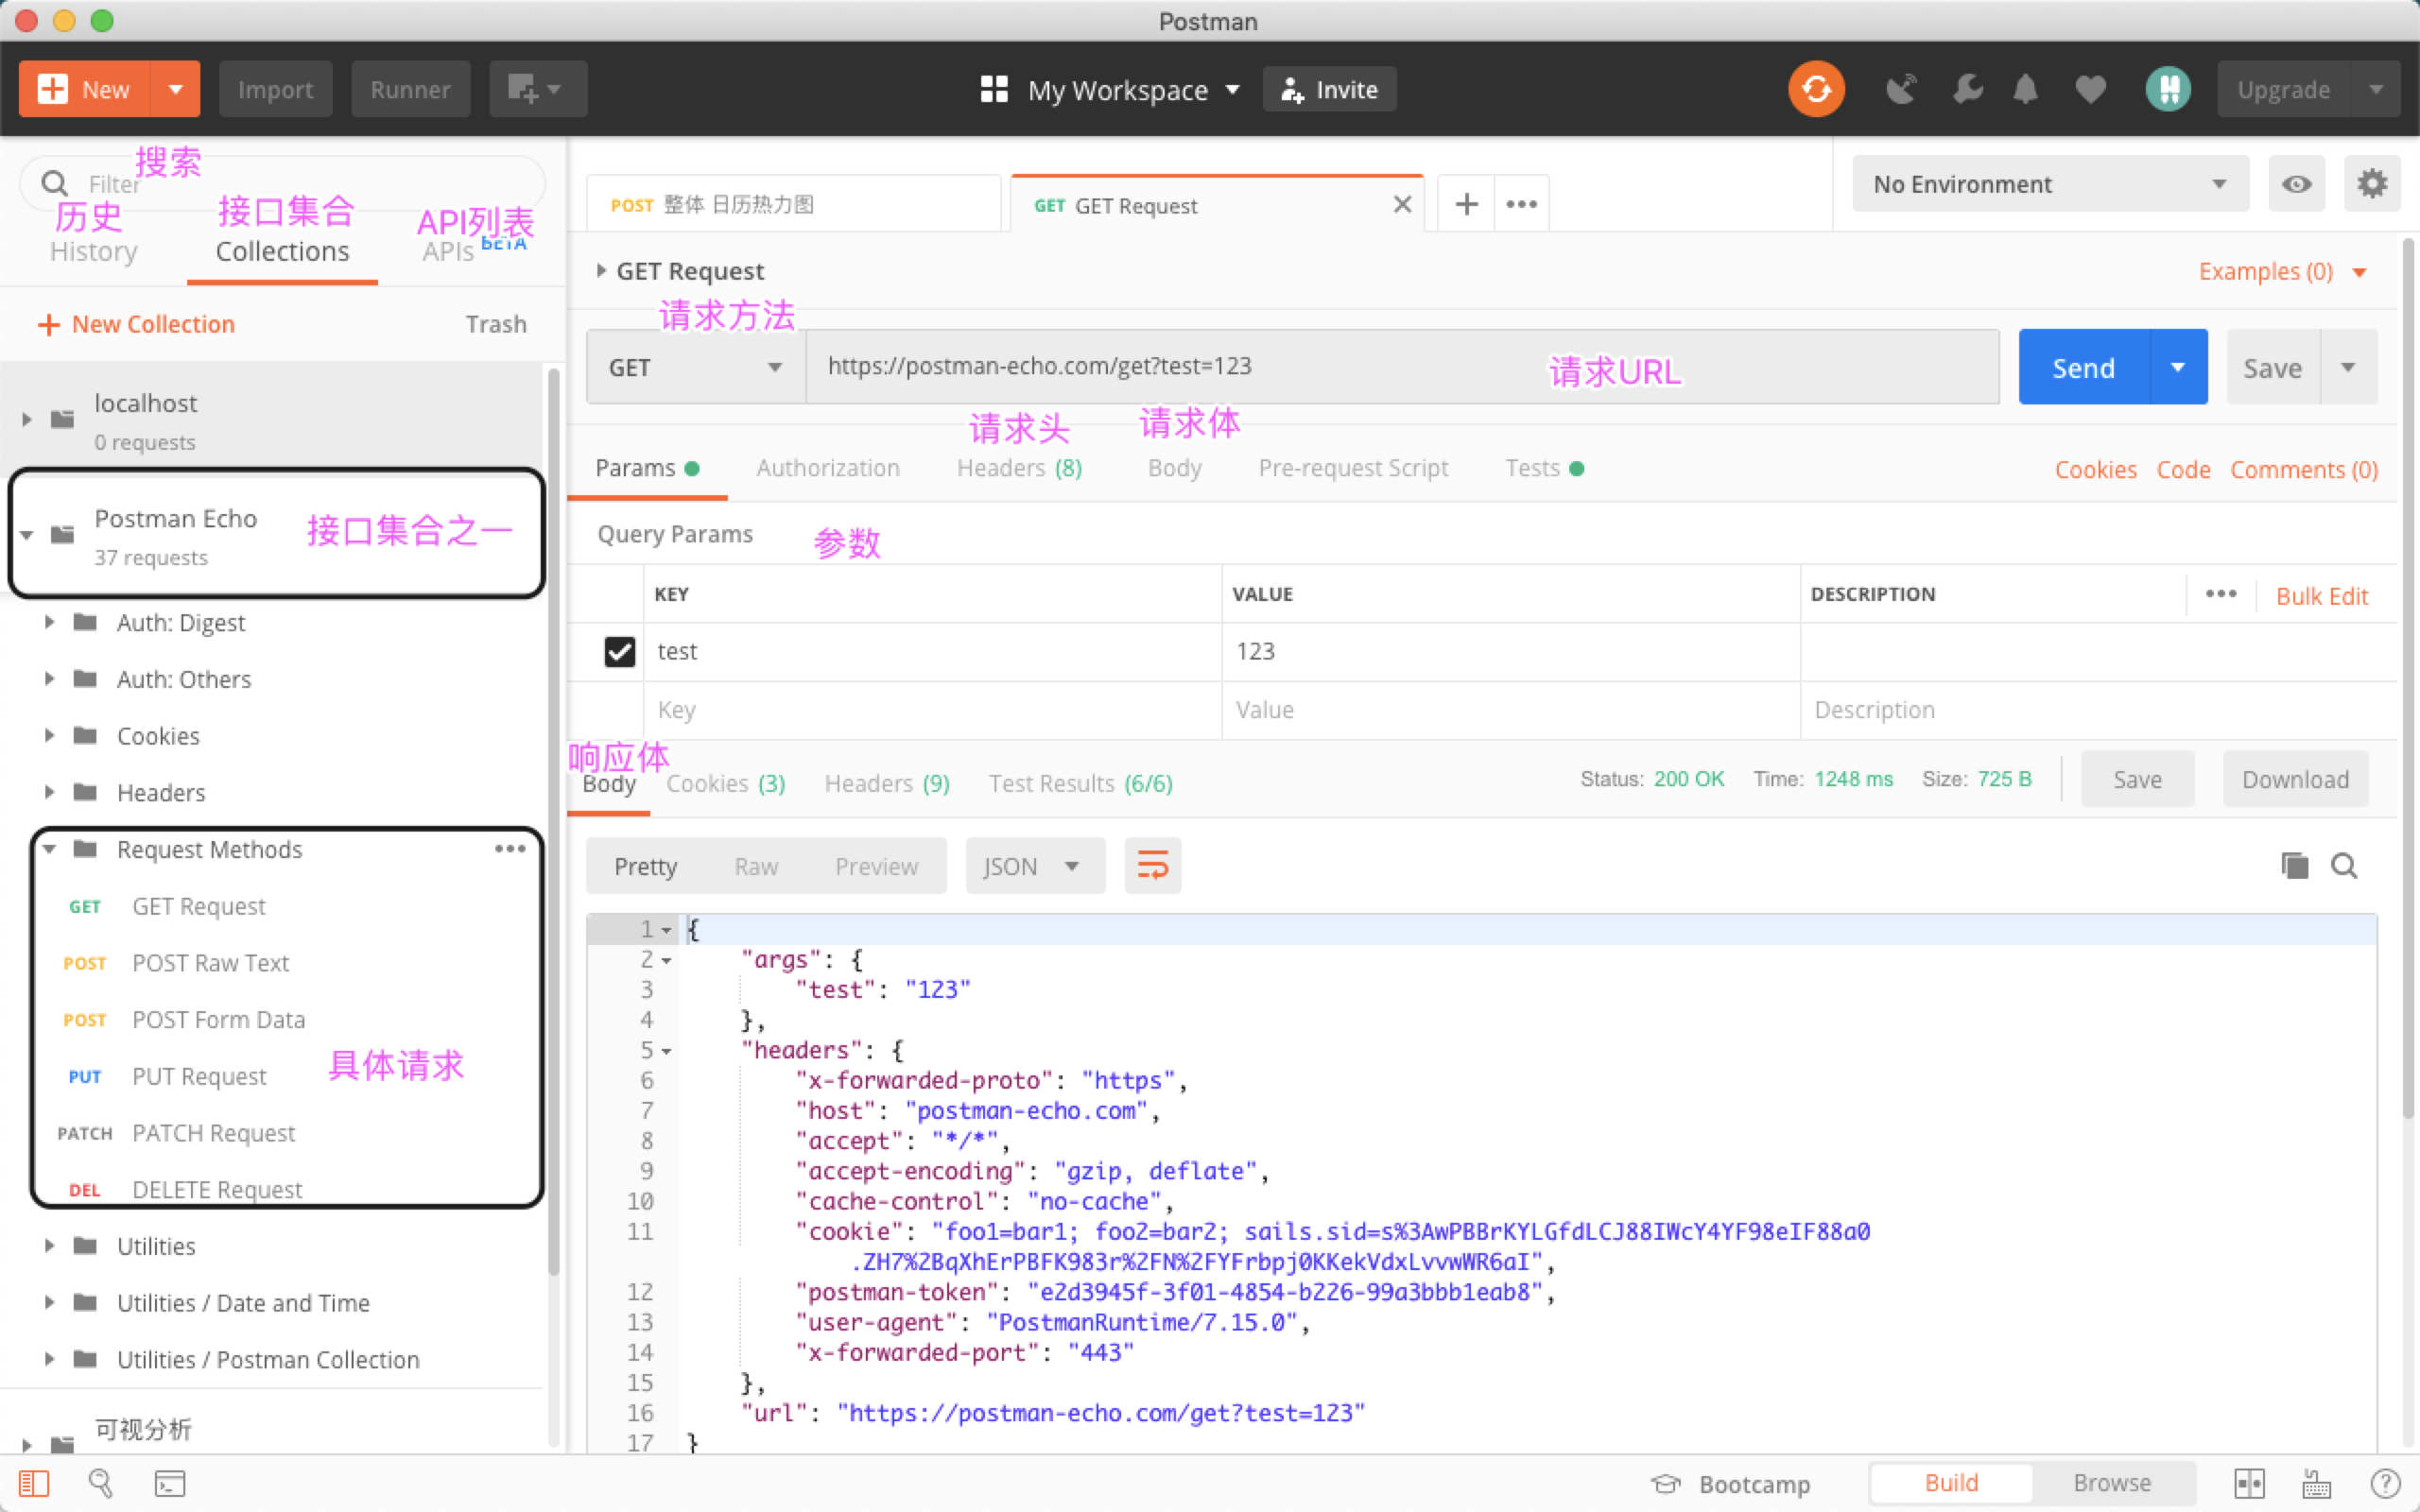 Postman
New
Import
Runner
My Workspace
Invite
Upgrade
搜索
Filter
历史
接口集合
API列表
History
Collections
APIs
BETA
New Collection
Trash
localhost
0 requests
Postman Echo
37 requests
接口集合之一
Auth: Digest
Auth: Others
Cookies
Headers
Request Methods
GET GET Request
POST POST Raw Text
POST POST Form Data
PUT PUT Request
具体请求
PATCH PATCH Request
DEL DELETE Request
Utilities
Utilities / Date and Time
Utilities / Postman Collection
可视分析
POST 整体 日历热力图
GET GET Request
No Environment
GET Request
Examples (0)
请求方法
GET
https://postman-echo.com/get?test=123
请求URL
Send
Save
请求头
请求体
Params
Authorization
Headers (8)
Body
Pre-request Script
Tests
Cookies
Code
Comments (0)
Query Params
参数
KEY
VALUE
DESCRIPTION
Bulk Edit
test
123
Key
Value
Description
响应体
Body
Cookies (3)
Headers (9)
Test Results (6/6)
Status: 200 OK
Time: 1248 ms
Size: 725 B
Save
Download
Pretty
Raw
Preview
JSON
1 {
2 "args": {
3 "test": "123"
4 },
5 "headers": {
6 "x-forwarded-proto": "https",
7 "host": "postman-echo.com",
8 "accept": "*/*",
9 "accept-encoding": "gzip, deflate",
10 "cache-control": "no-cache",
11 "cookie": "foo1=bar1; foo2=bar2; sails.sid=s%3AwPBBrKYLGfdLCJ88IWcY4YF98eIF88a0
.ZH7%2BqXhErPBFK983r%2FN%2FYFrbpj0KKekVdxLvvwWR6aI",
12 "postman-token": "e2d3945f-3f01-4854-b226-99a3bbb1eab8",
13 "user-agent": "PostmanRuntime/7.15.0",
14 "x-forwarded-port": "443"
15 },
16 "url": "https://postman-echo.com/get?test=123"
17 }
Bootcamp
Build
Browse